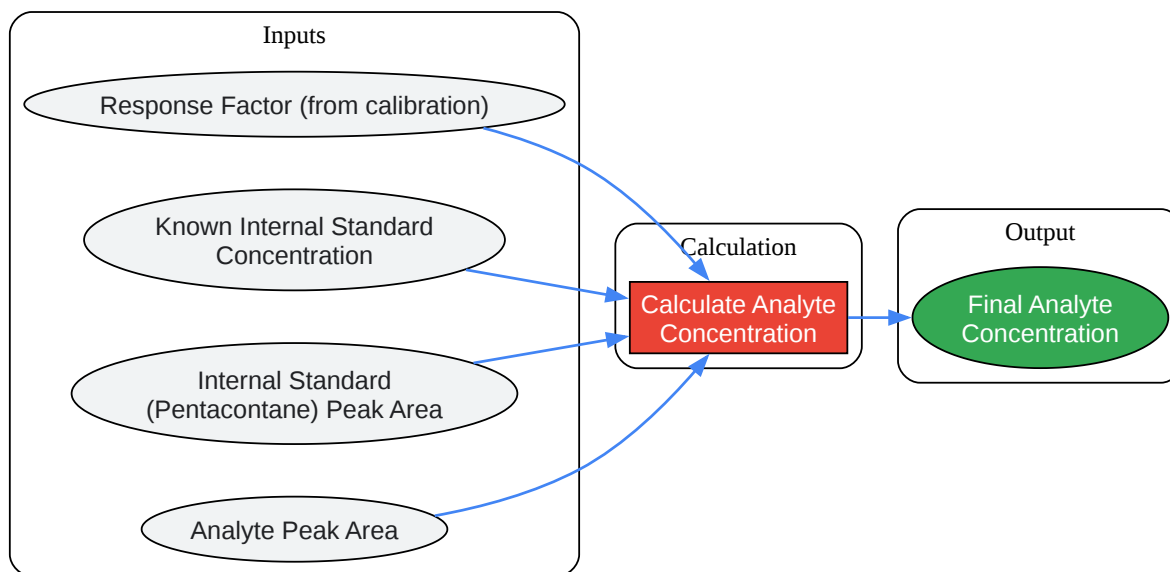 Inputs
Response Factor (from calibration)
Known Internal Standard
Concentration
Internal Standard
(Pentacontane) Peak Area
Analyte Peak Area
Calculation
Calculate Analyte
Concentration
Output
Final Analyte
Concentration